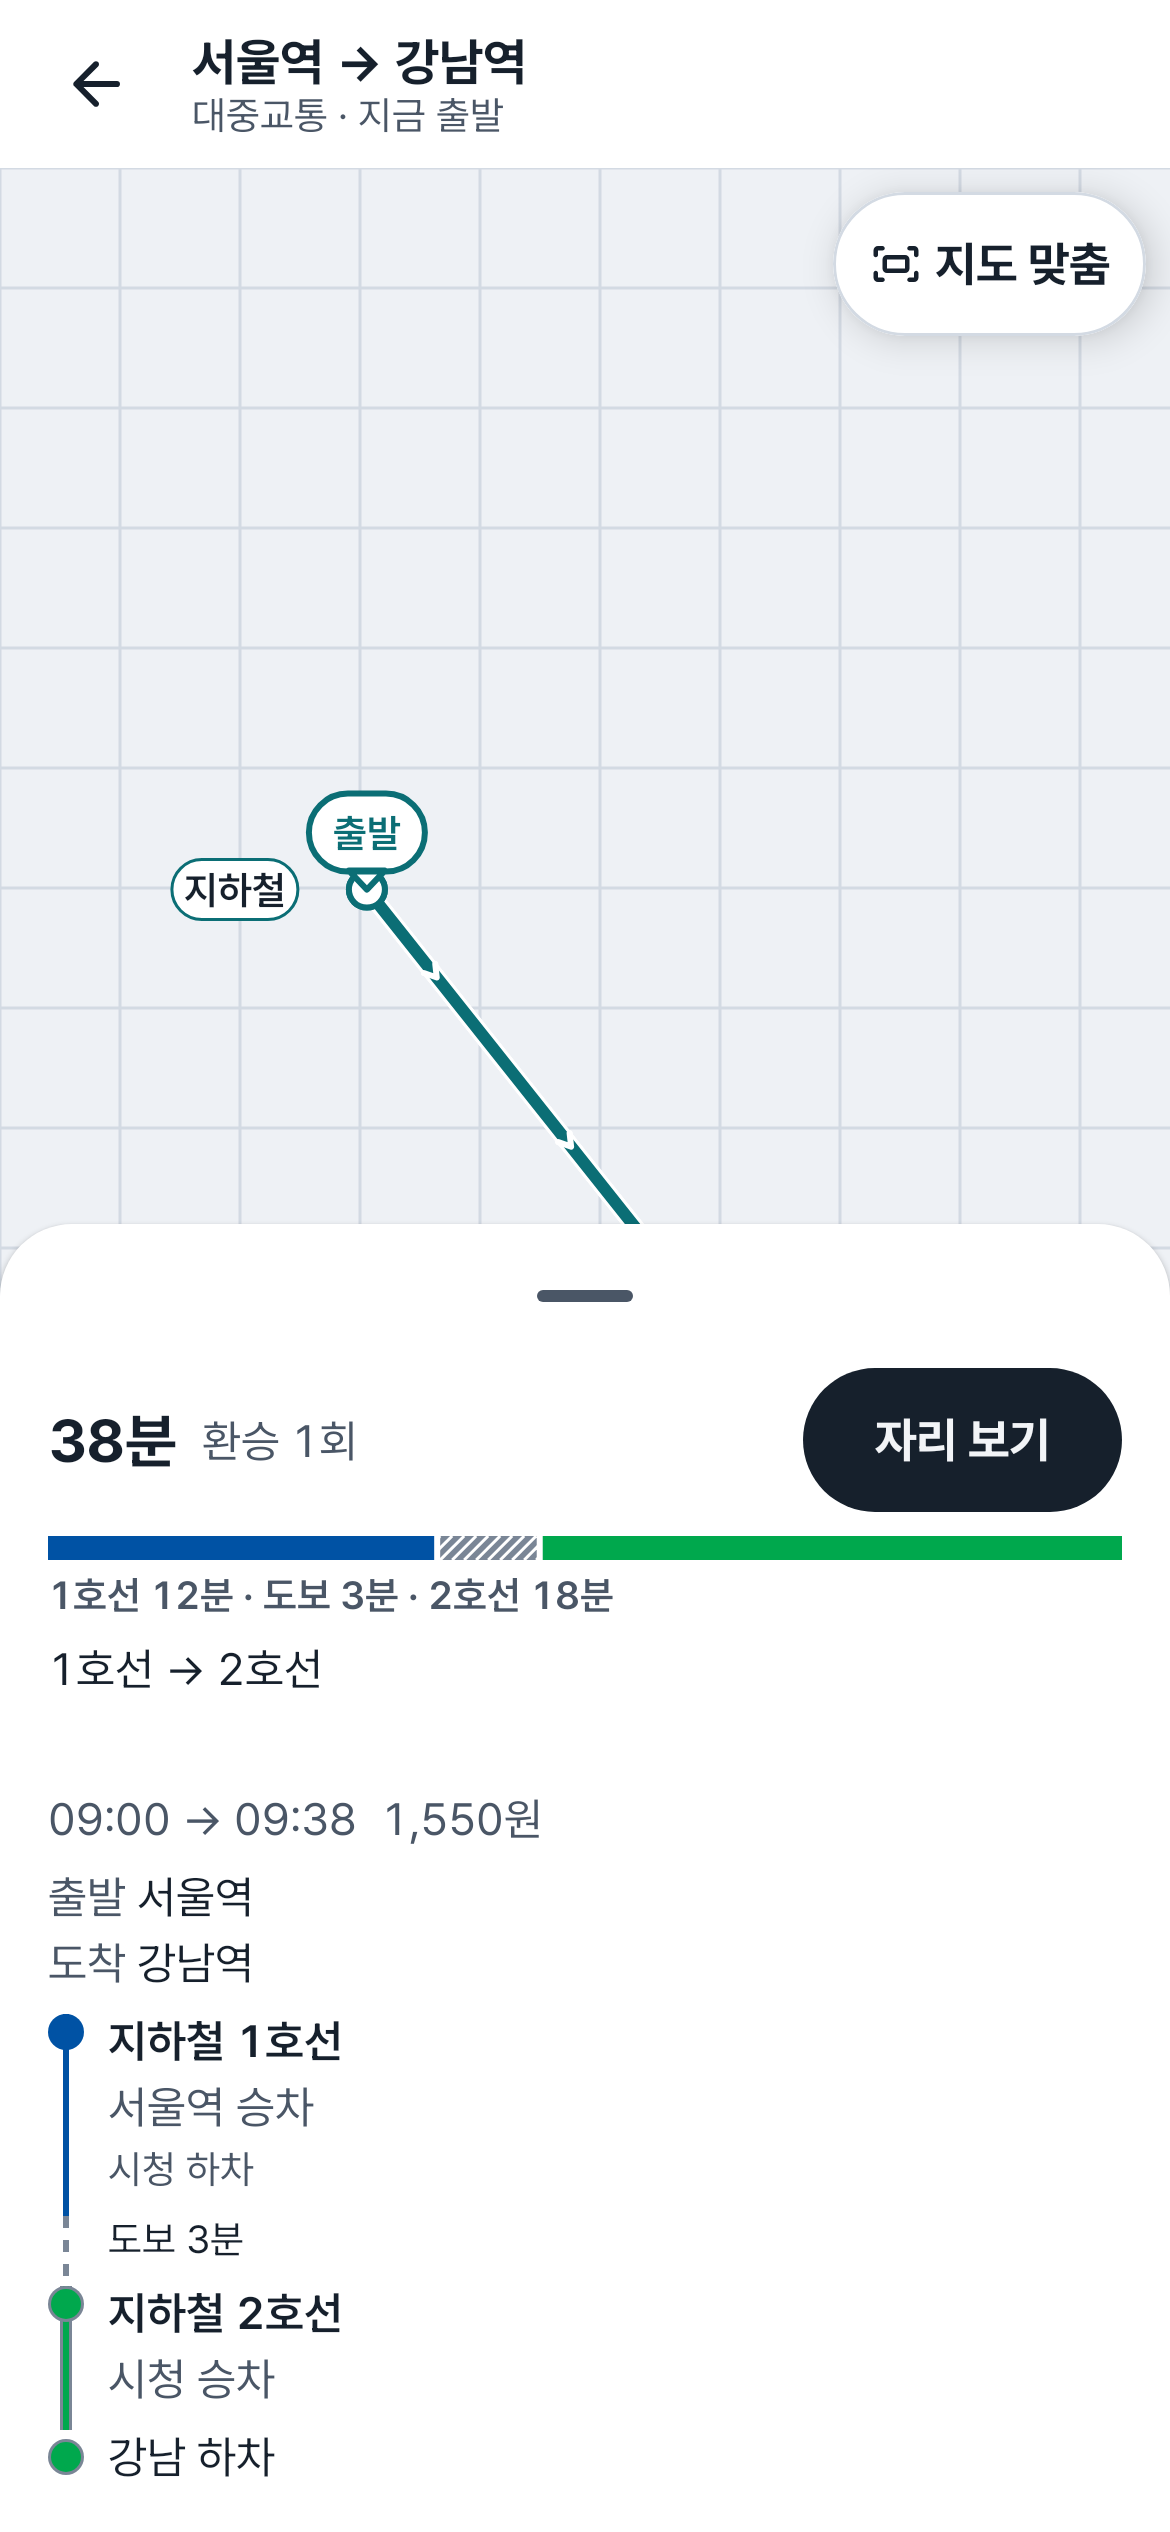 서울역 → 강남역
대중교통 · 지금 출발
지도 맞춤
출발
지하철
38분 환승 1회
자리 보기
1호선 12분 · 도보 3분 · 2호선 18분
1호선 → 2호선
09:00 → 09:38 1,550원
출발 서울역
도착 강남역
지하철 1호선
서울역 승차
시청 하차
도보 3분
지하철 2호선
시청 승차
강남 하차